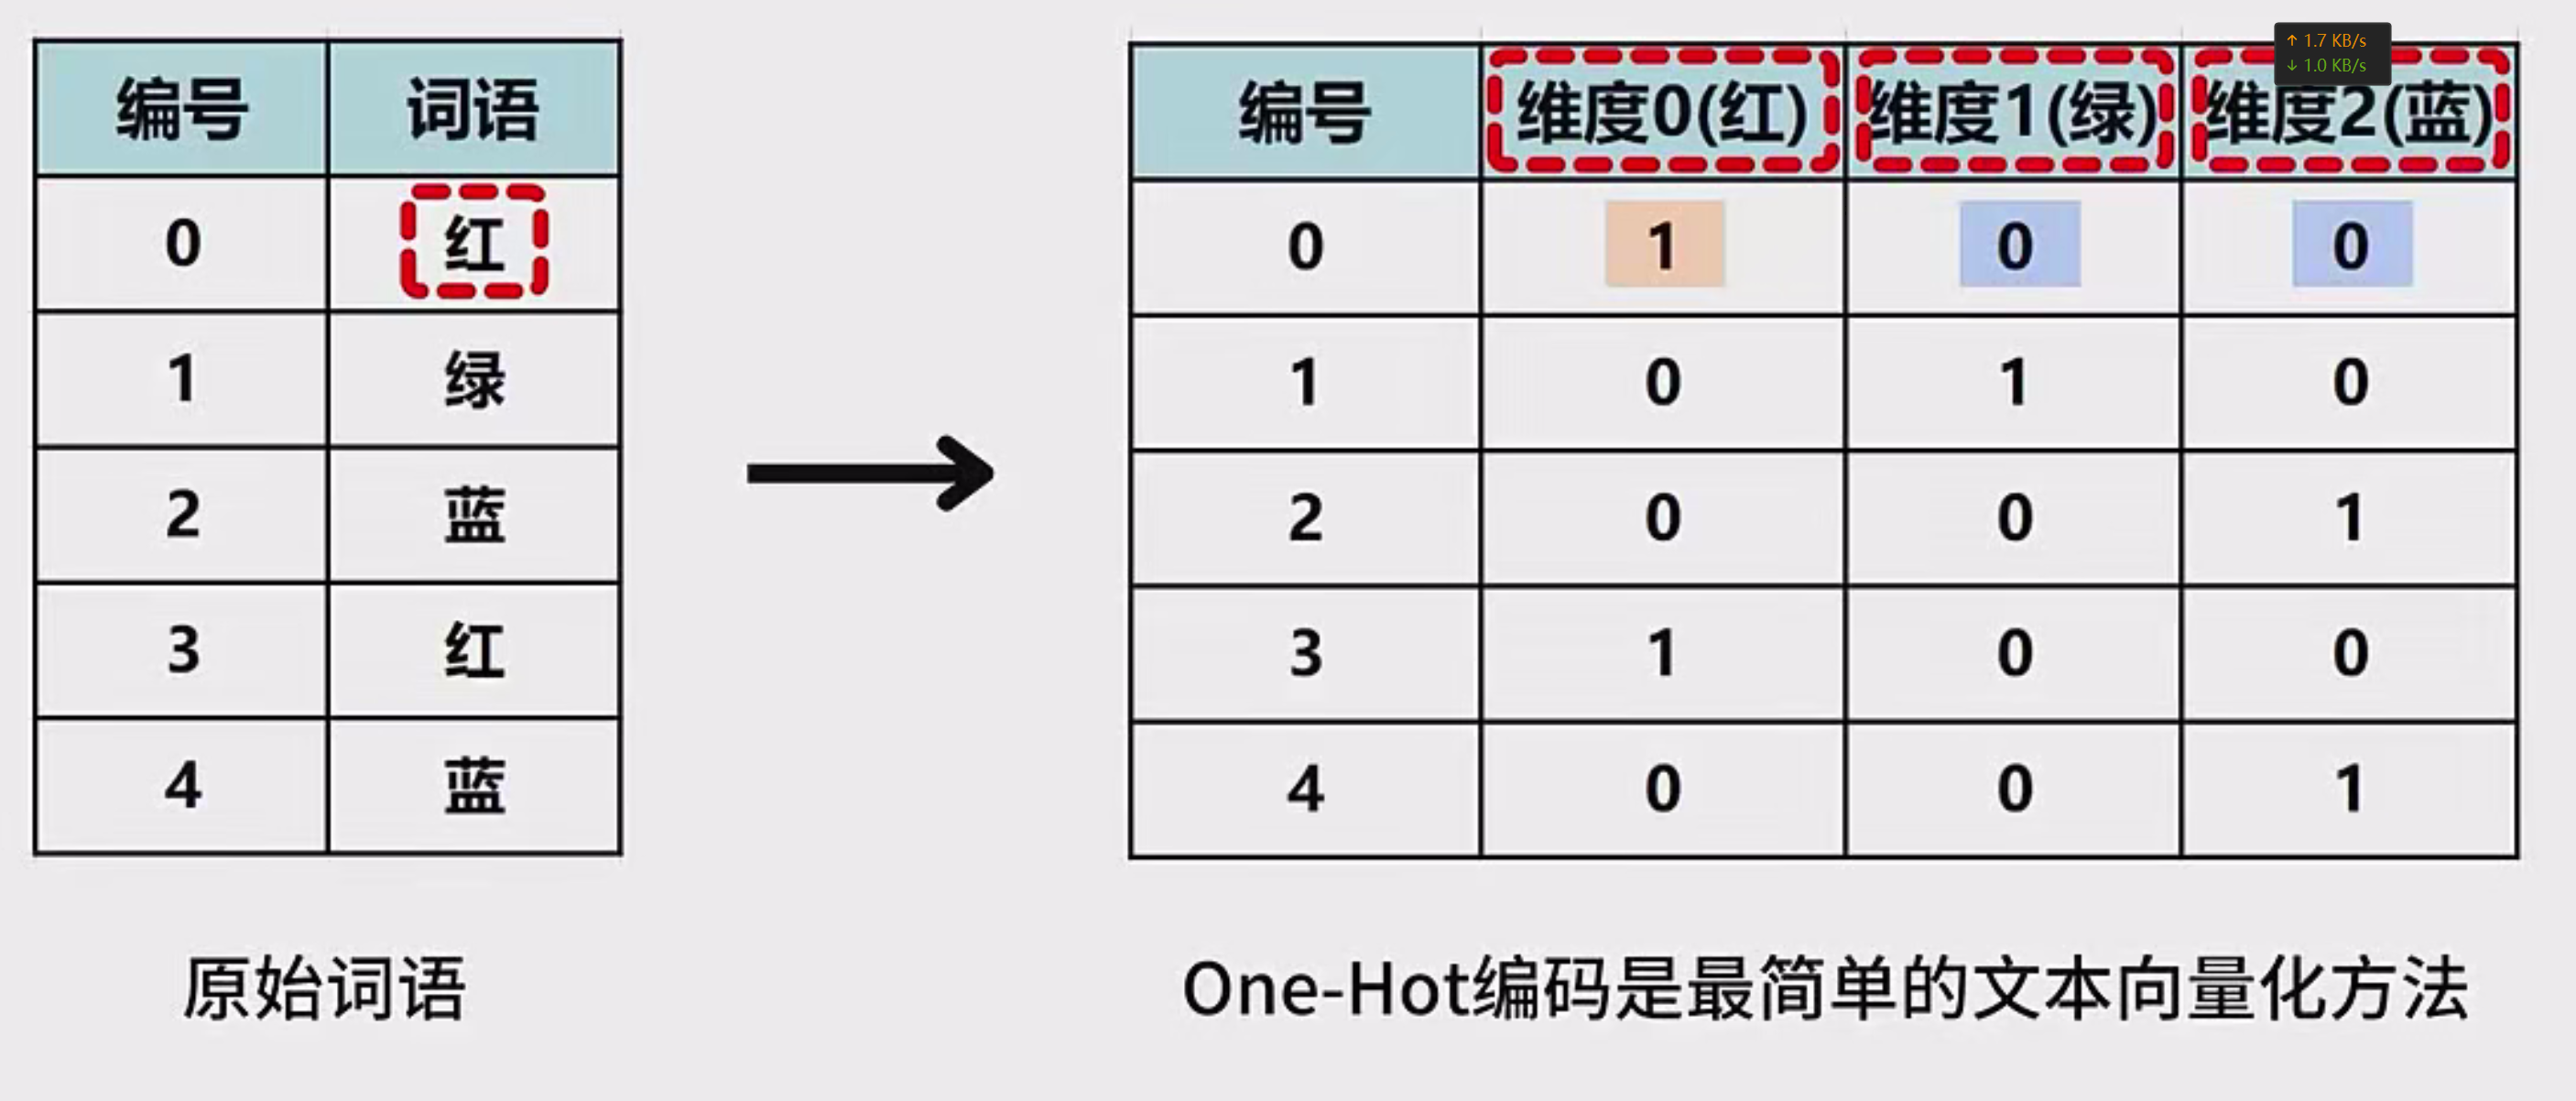 ↑ 1.7 KB/s
↓ 1.0 KB/s
编号 词语
0 红
1 绿
2 蓝
3 红
4 蓝
原始词语
编号 维度0(红) 维度1(绿) 维度2(蓝)
0 1 0 0
1 0 1 0
2 0 0 1
3 1 0 0
4 0 0 1
One-Hot编码是最简单的文本向量化方法